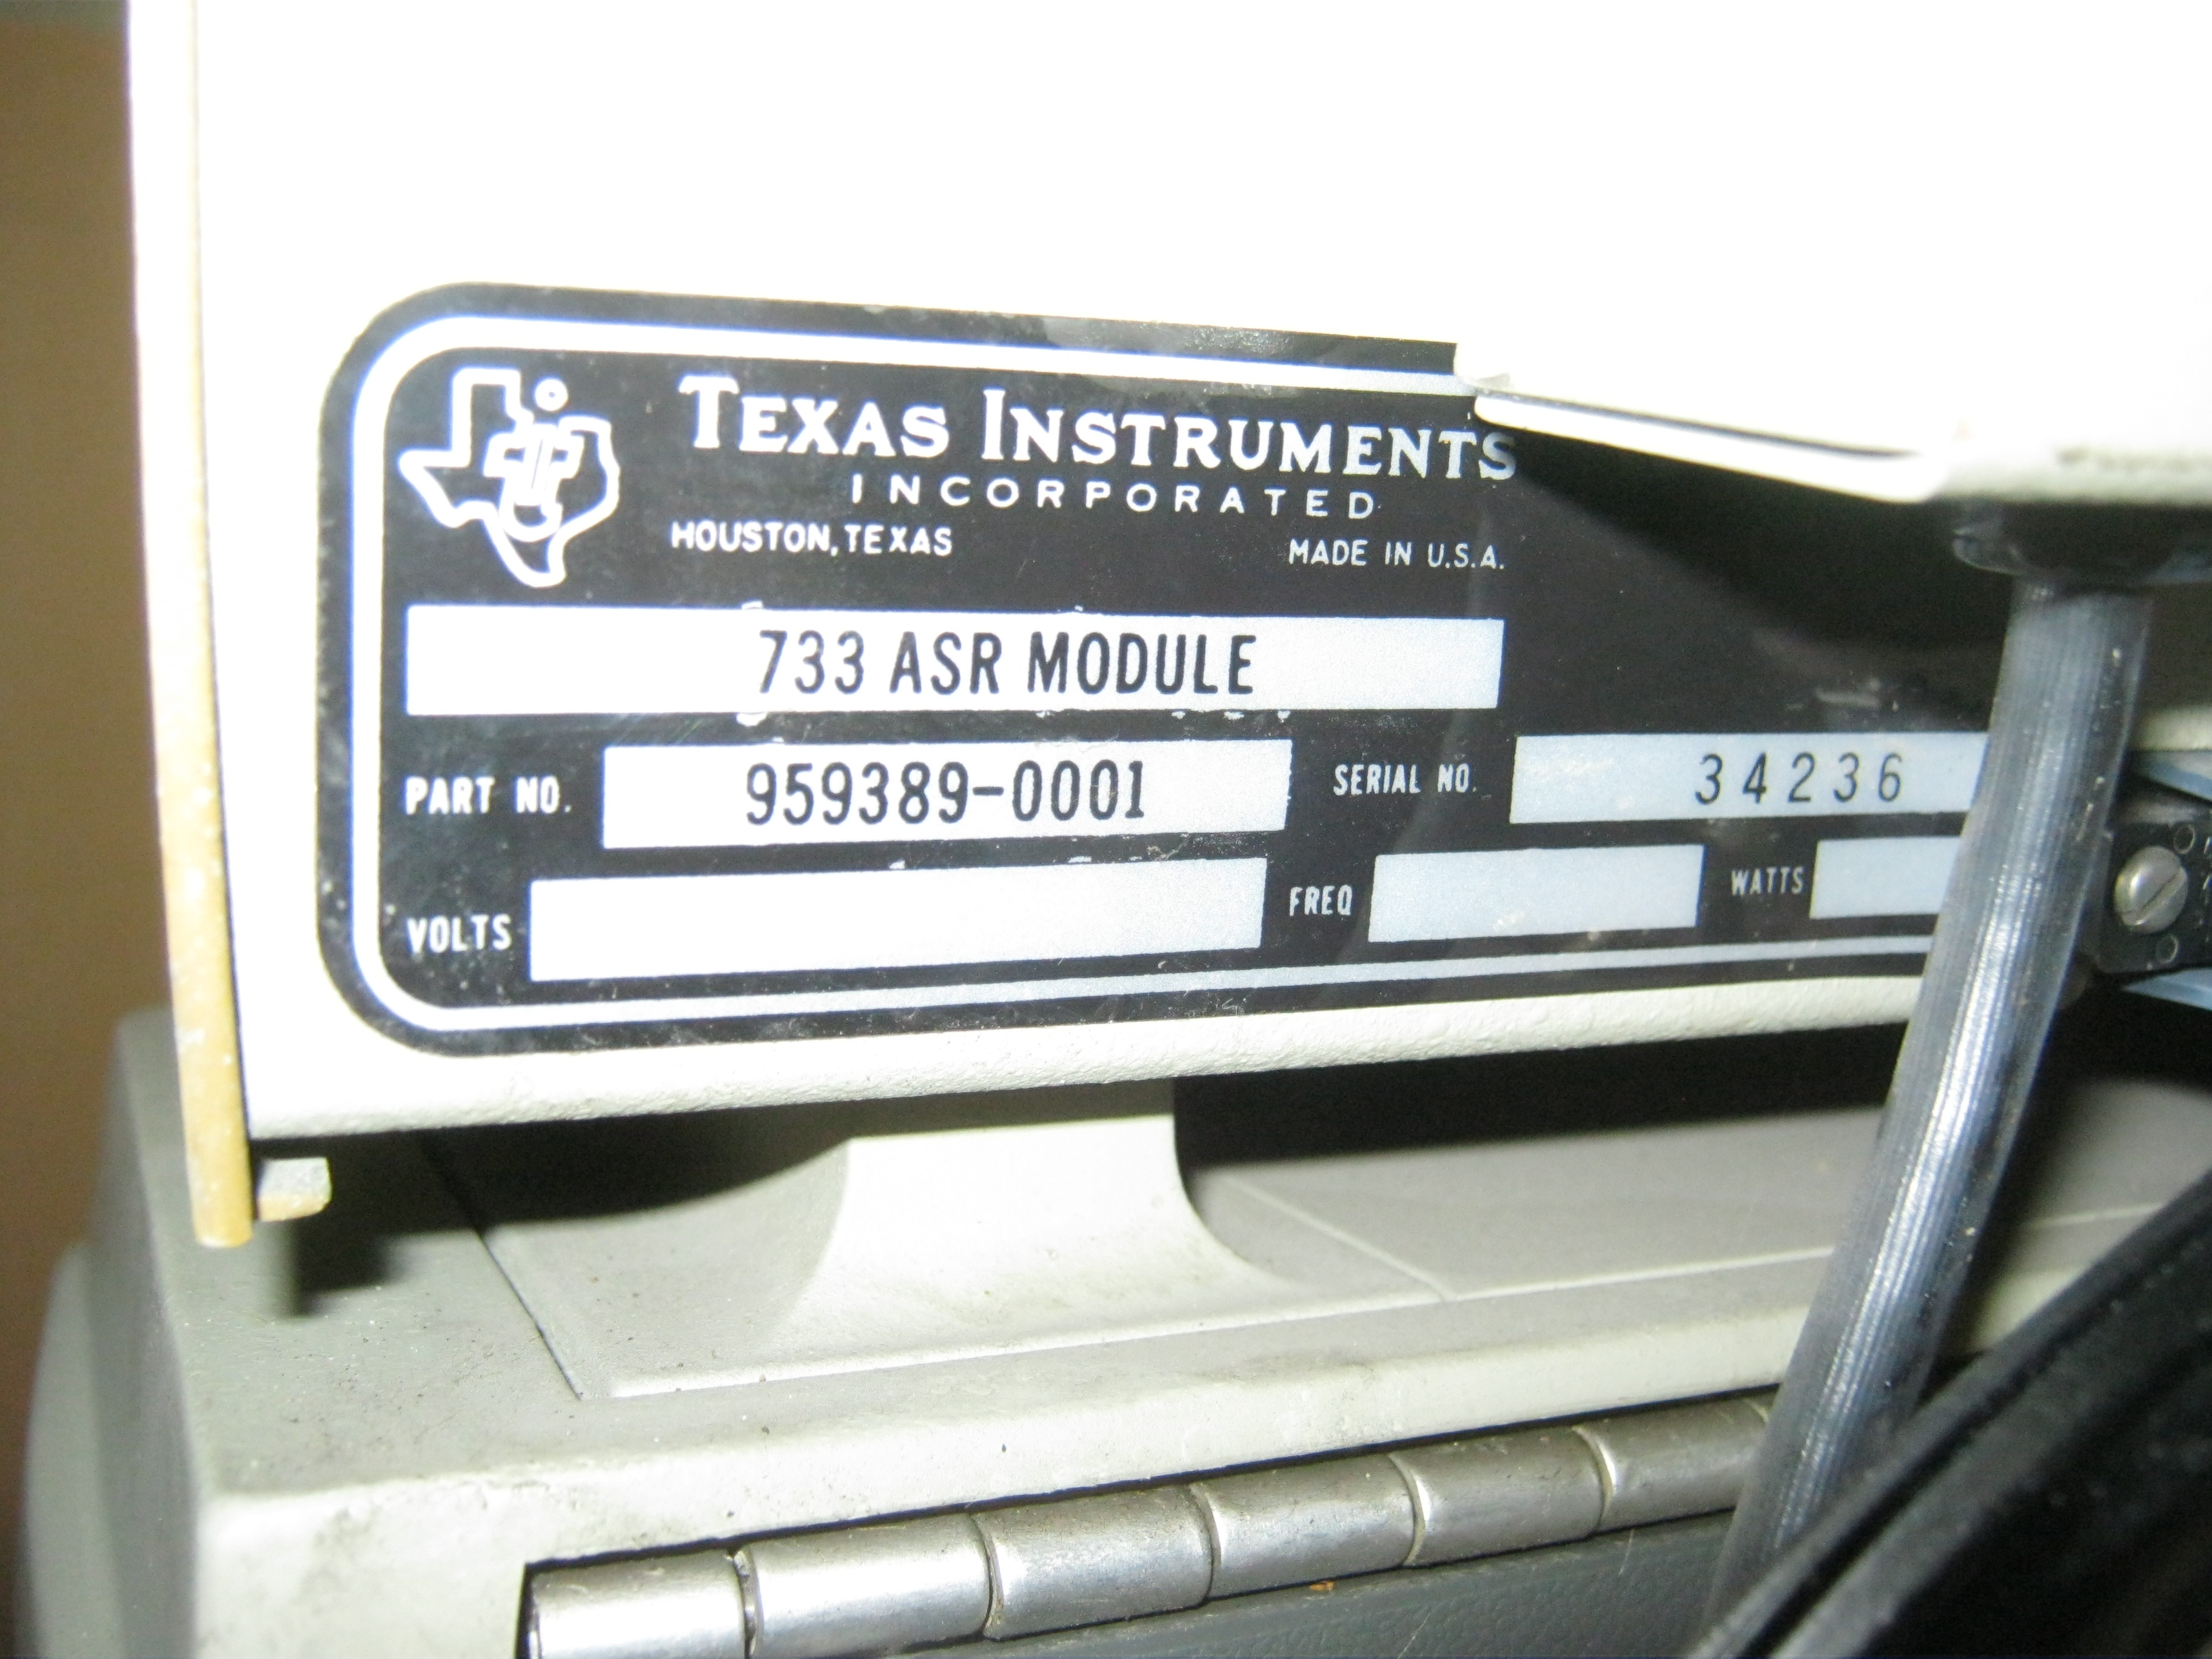 TEXAS INSTRUMENTS
INCORPORATED
HOUSTON, TEXAS MADE IN U.S.A.
733 ASR MODULE
PART NO. 959389-0001 SERIAL NO. 34236
VOLTS FREQ WATTS